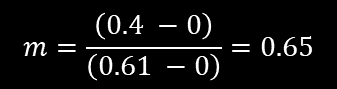 m = (0.4 − 0) / (0.61 − 0) = 0.65